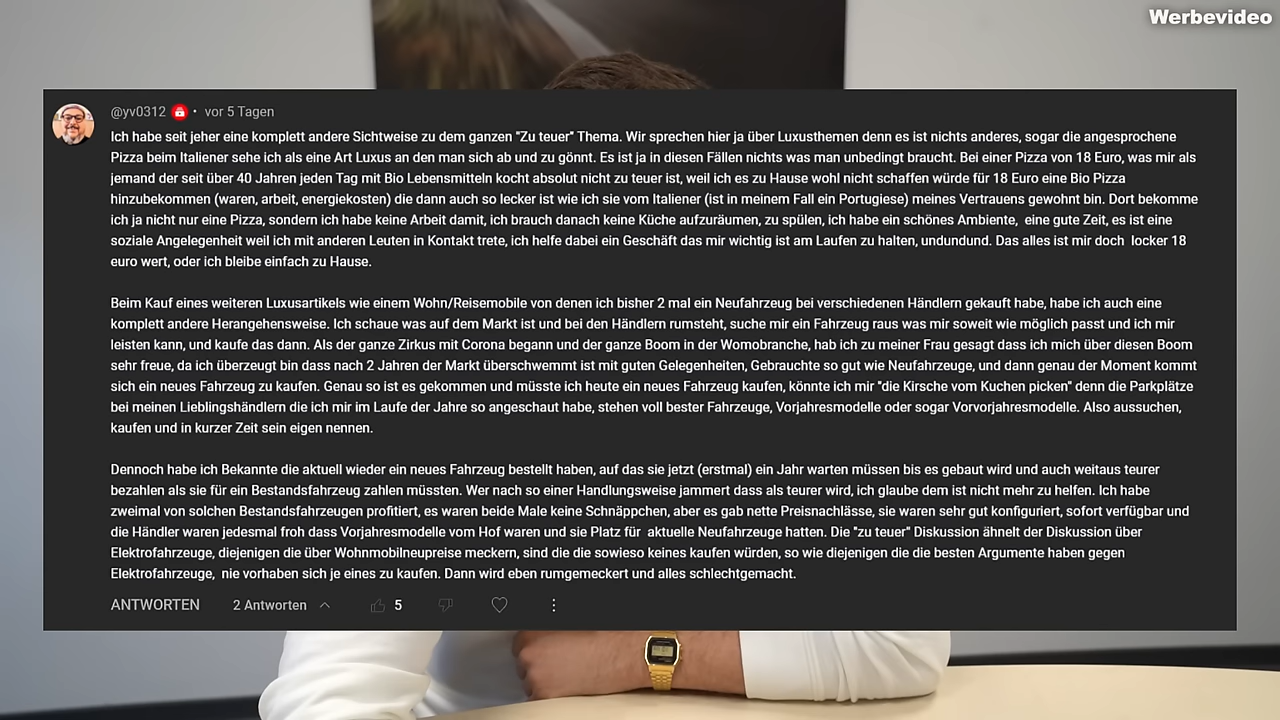 Werbevideo
@yv0312 • vor 5 Tagen
Ich habe seit jeher eine komplett andere Sichtweise zu dem ganzen "Zu teuer" Thema. Wir sprechen hier ja über Luxusthemen denn es ist nichts anderes, sogar die angesprochene
Pizza beim Italiener sehe ich als eine Art Luxus an den man sich ab und zu gönnt. Es ist ja in diesen Fällen nichts was man unbedingt braucht. Bei einer Pizza von 18 Euro, was mir als
jemand der seit über 40 Jahren jeden Tag mit Bio Lebensmitteln kocht absolut nicht zu teuer ist, weil ich es zu Hause wohl nicht schaffen würde für 18 Euro eine Bio Pizza
hinzubekommen (waren, arbeit, energiekosten) die dann auch so lecker ist wie ich sie vom Italiener (ist in meinem Fall ein Portugiese) meines Vertrauens gewohnt bin. Dort bekomme
ich ja nicht nur eine Pizza, sondern ich habe keine Arbeit damit, ich brauch danach keine Küche aufzuräumen, zu spülen, ich habe ein schönes Ambiente,  eine gute Zeit, es ist eine
soziale Angelegenheit weil ich mit anderen Leuten in Kontakt trete, ich helfe dabei ein Geschäft das mir wichtig ist am Laufen zu halten, undundund. Das alles ist mir doch  locker 18
euro wert, oder ich bleibe einfach zu Hause.
Beim Kauf eines weiteren Luxusartikels wie einem Wohn/Reisemobile von denen ich bisher 2 mal ein Neufahrzeug bei verschiedenen Händlern gekauft habe, habe ich auch eine
komplett andere Herangehensweise. Ich schaue was auf dem Markt ist und bei den Händlern rumsteht, suche mir ein Fahrzeug raus was mir soweit wie möglich passt und ich mir
leisten kann, und kaufe das dann. Als der ganze Zirkus mit Corona begann und der ganze Boom in der Womobranche, hab ich zu meiner Frau gesagt dass ich mich über diesen Boom
sehr freue, da ich überzeugt bin dass nach 2 Jahren der Markt überschwemmt ist mit guten Gelegenheiten, Gebrauchte so gut wie Neufahrzeuge, und dann genau der Moment kommt
sich ein neues Fahrzeug zu kaufen. Genau so ist es gekommen und müsste ich heute ein neues Fahrzeug kaufen, könnte ich mir "die Kirsche vom Kuchen picken" denn die Parkplätze
bei meinen Lieblingshändlern die ich mir im Laufe der Jahre so angeschaut habe, stehen voll bester Fahrzeuge, Vorjahresmodelle oder sogar Vorvorjahresmodelle. Also aussuchen,
kaufen und in kurzer Zeit sein eigen nennen.
Dennoch habe ich Bekannte die aktuell wieder ein neues Fahrzeug bestellt haben, auf das sie jetzt (erstmal) ein Jahr warten müssen bis es gebaut wird und auch weitaus teurer
bezahlen als sie für ein Bestandsfahrzeug zahlen müssten. Wer nach so einer Handlungsweise jammert dass als teurer wird, ich glaube dem ist nicht mehr zu helfen. Ich habe
zweimal von solchen Bestandsfahrzeugen profitiert, es waren beide Male keine Schnäppchen, aber es gab nette Preisnachlässe, sie waren sehr gut konfiguriert, sofort verfügbar und
die Händler waren jedesmal froh dass Vorjahresmodelle vom Hof waren und sie Platz für  aktuelle Neufahrzeuge hatten. Die "zu teuer" Diskussion ähnelt der Diskussion über
Elektrofahrzeuge, diejenigen die über Wohnmobilneupreise meckern, sind die die sowieso keines kaufen würden, so wie diejenigen die die besten Argumente haben gegen
Elektrofahrzeuge,  nie vorhaben sich je eines zu kaufen. Dann wird eben rumgemeckert und alles schlechtgemacht.
ANTWORTEN 2 Antworten 5